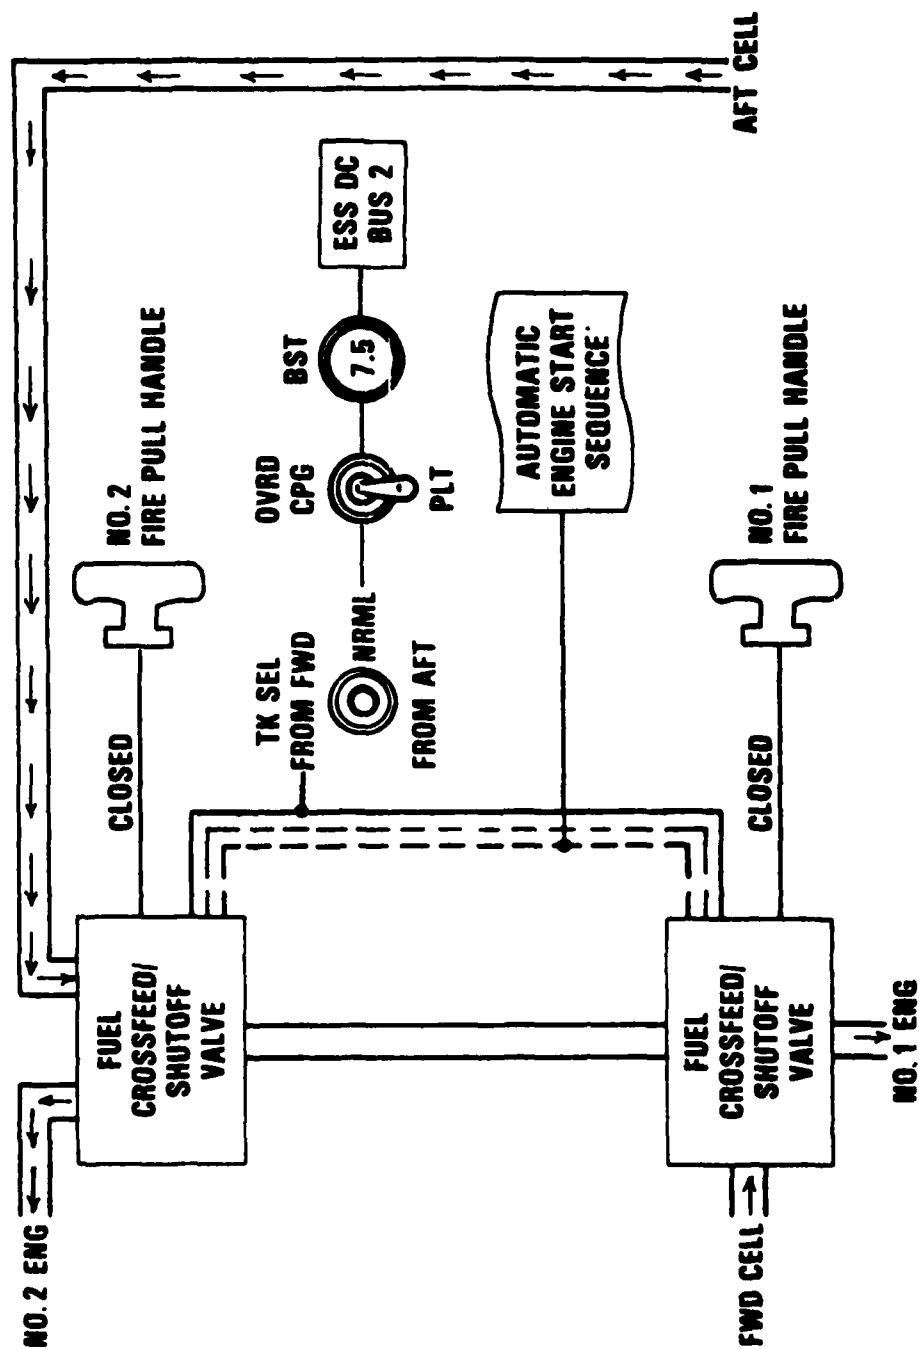 NO. 2 ENG
FUEL
CROSSFEED/
SHUTOFF
VALVE
CLOSED
NO. 2
FIRE PULL HANDLE
TK SEL
FROM FWD
NRML
FROM AFT
OVRD
CPG
PLT
BST
7.5
ESS DC
BUS 2
AUTOMATIC
ENGINE START
SEQUENCE
FWD CELL
FUEL
CROSSFEED/
SHUTOFF
VALVE
CLOSED
NO. 1
FIRE PULL HANDLE
NO. 1 ENG
AFT CELL